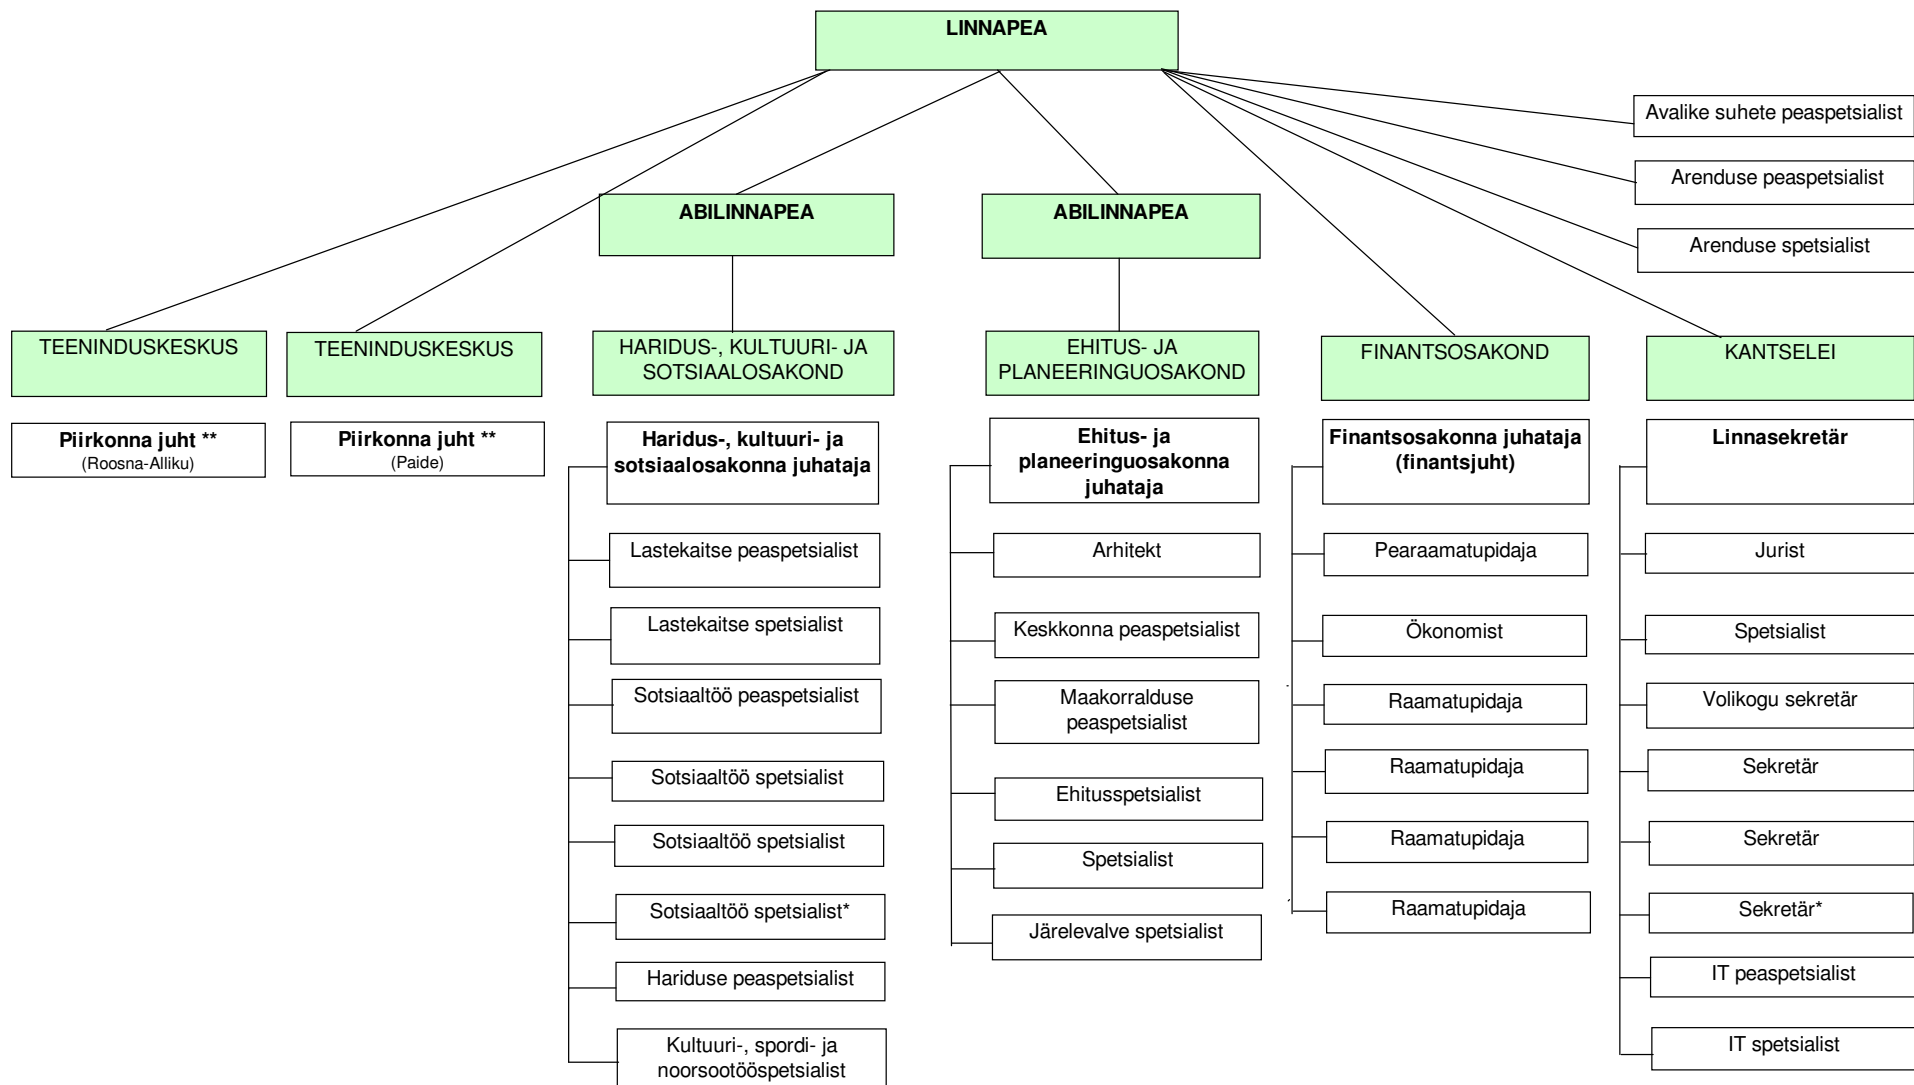 LINNAPEA
Avalike suhete peaspetsialist
Arenduse peaspetsialist
Arenduse spetsialist
ABILINNAPEA
ABILINNAPEA
TEENINDUSKESKUS
Piirkonna juht **
(Roosna-Alliku)
TEENINDUSKESKUS
Piirkonna juht **
(Paide)
HARIDUS-, KULTUURI- JA
SOTSIAALOSAKOND
Haridus-, kultuuri- ja
sotsiaalosakonna juhataja
Lastekaitse peaspetsialist
Lastekaitse spetsialist
Sotsiaaltöö peaspetsialist
Sotsiaaltöö spetsialist
Sotsiaaltöö spetsialist
Sotsiaaltöö spetsialist*
Hariduse peaspetsialist
Kultuuri-, spordi- ja
noorsootööspetsialist
EHITUS- JA
PLANEERINGUOSAKOND
Ehitus- ja
planeeringuosakonna
juhataja
Arhitekt
Keskkonna peaspetsialist
Maakorralduse
peaspetsialist
Ehitusspetsialist
Spetsialist
Järelevalve spetsialist
FINANTSOSAKOND
Finantsosakonna juhataja
(finantsjuht)
Pearaamatupidaja
Ökonomist
Raamatupidaja
Raamatupidaja
Raamatupidaja
Raamatupidaja
KANTSELEI
Linnasekretär
Jurist
Spetsialist
Volikogu sekretär
Sekretär
Sekretär
Sekretär*
IT peaspetsialist
IT spetsialist